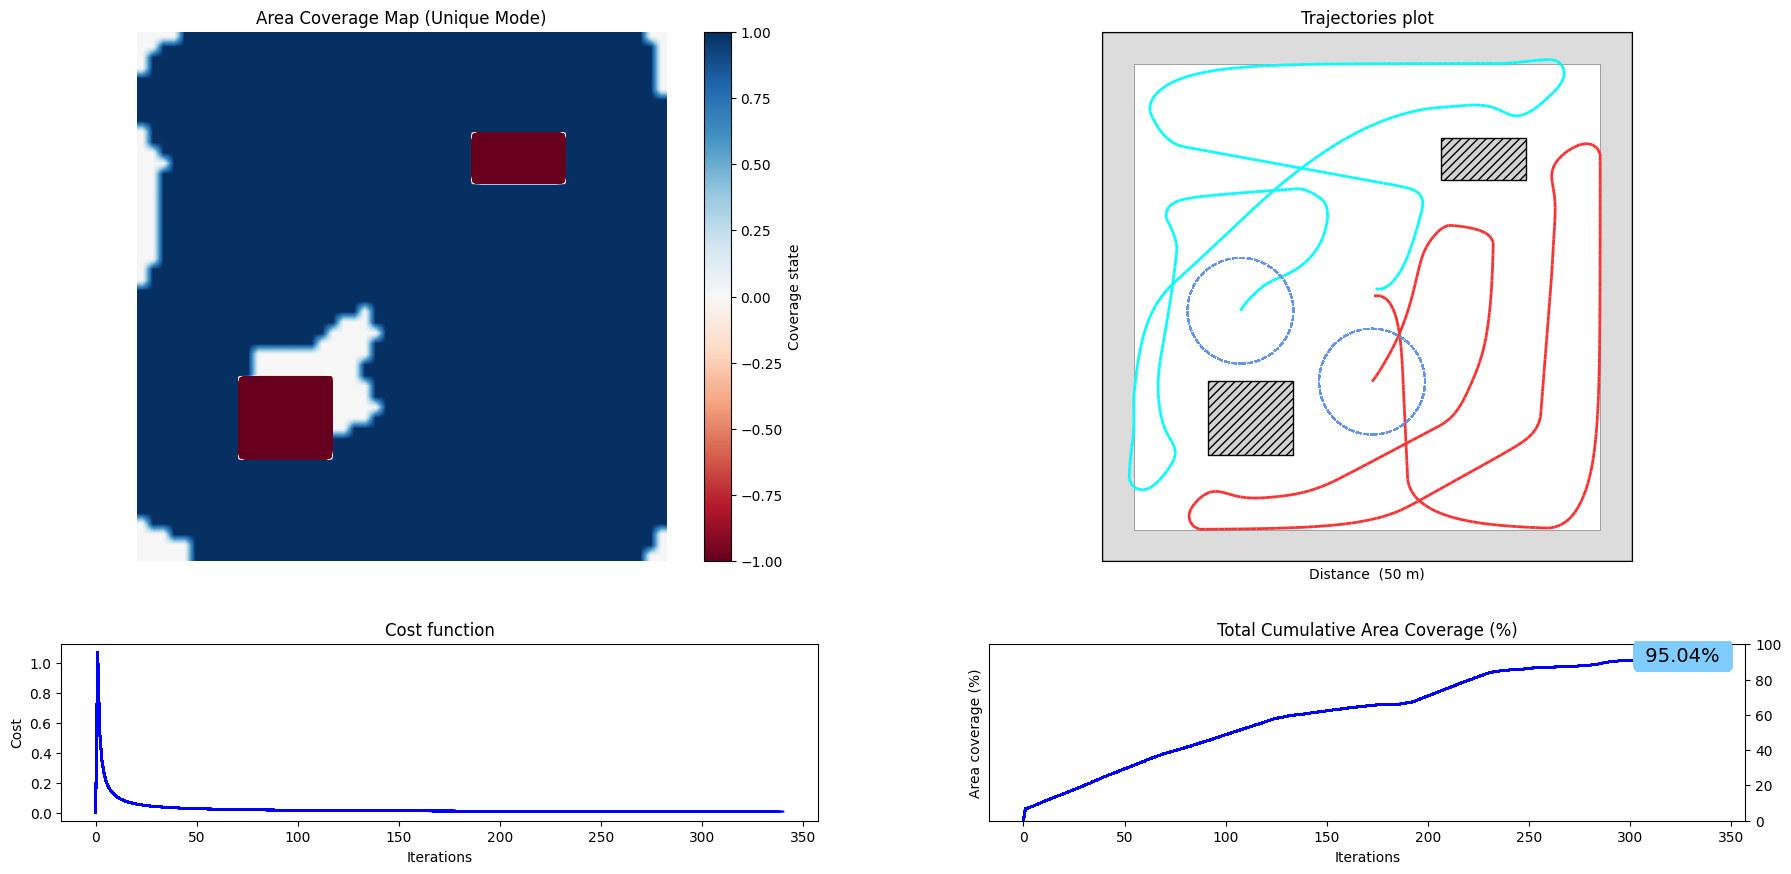 Area Coverage Map (Unique Mode)
1.00
0.75
0.50
0.25
0.00
−0.25
−0.50
−0.75
−1.00
Coverage state
Trajectories plot
Distance  (50 m)
Cost function
1.0
0.8
0.6
0.4
0.2
0.0
Cost
0 50 100 150 200 250 300 350
Iterations
Total Cumulative Area Coverage (%)
95.04%
Area coverage (%)
100
80
60
40
20
0
0 50 100 150 200 250 300 350
Iterations